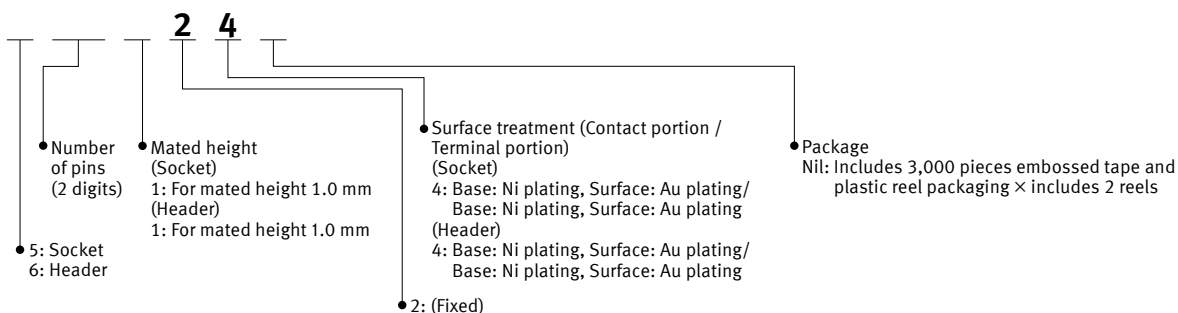 2 4
Number
of pins
(2 digits)
Mated height
(Socket)
1: For mated height 1.0 mm
(Header)
1: For mated height 1.0 mm
Surface treatment (Contact portion /
Terminal portion)
(Socket)
4: Base: Ni plating, Surface: Au plating/
Base: Ni plating, Surface: Au plating
(Header)
4: Base: Ni plating, Surface: Au plating/
Base: Ni plating, Surface: Au plating
Package
Nil: Includes 3,000 pieces embossed tape and
plastic reel packaging × includes 2 reels
5: Socket
6: Header
2: (Fixed)